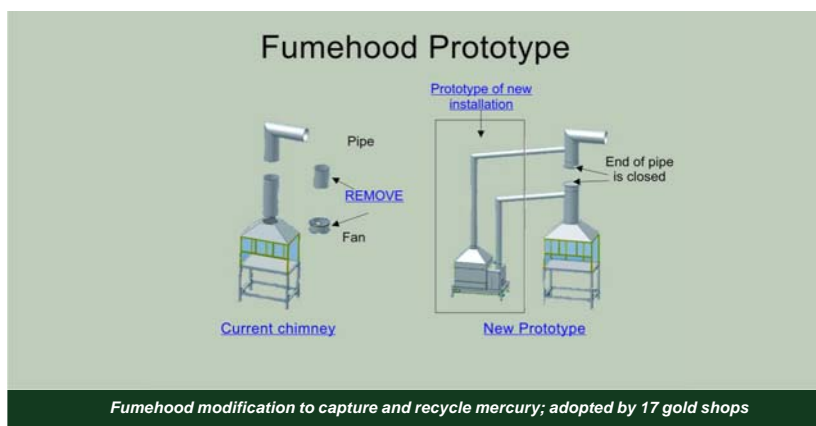 Fumehood Prototype
Prototype of new
installation
Pipe
REMOVE
Fan
End of pipe
is closed
Current chimney
New Prototype
Fumehood modification to capture and recycle mercury; adopted by 17 gold shops